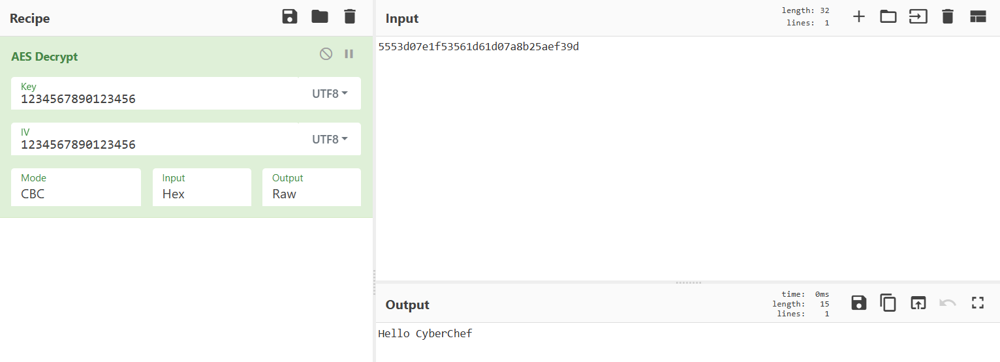 Recipe
AES Decrypt
Key
1234567890123456
UTF8
IV
1234567890123456
UTF8
Mode
CBC
Input
Hex
Output
Raw
Input
length: 32
lines: 1
5553d07e1f53561d61d07a8b25aef39d
Output
time: 0ms
length: 15
lines: 1
Hello CyberChef